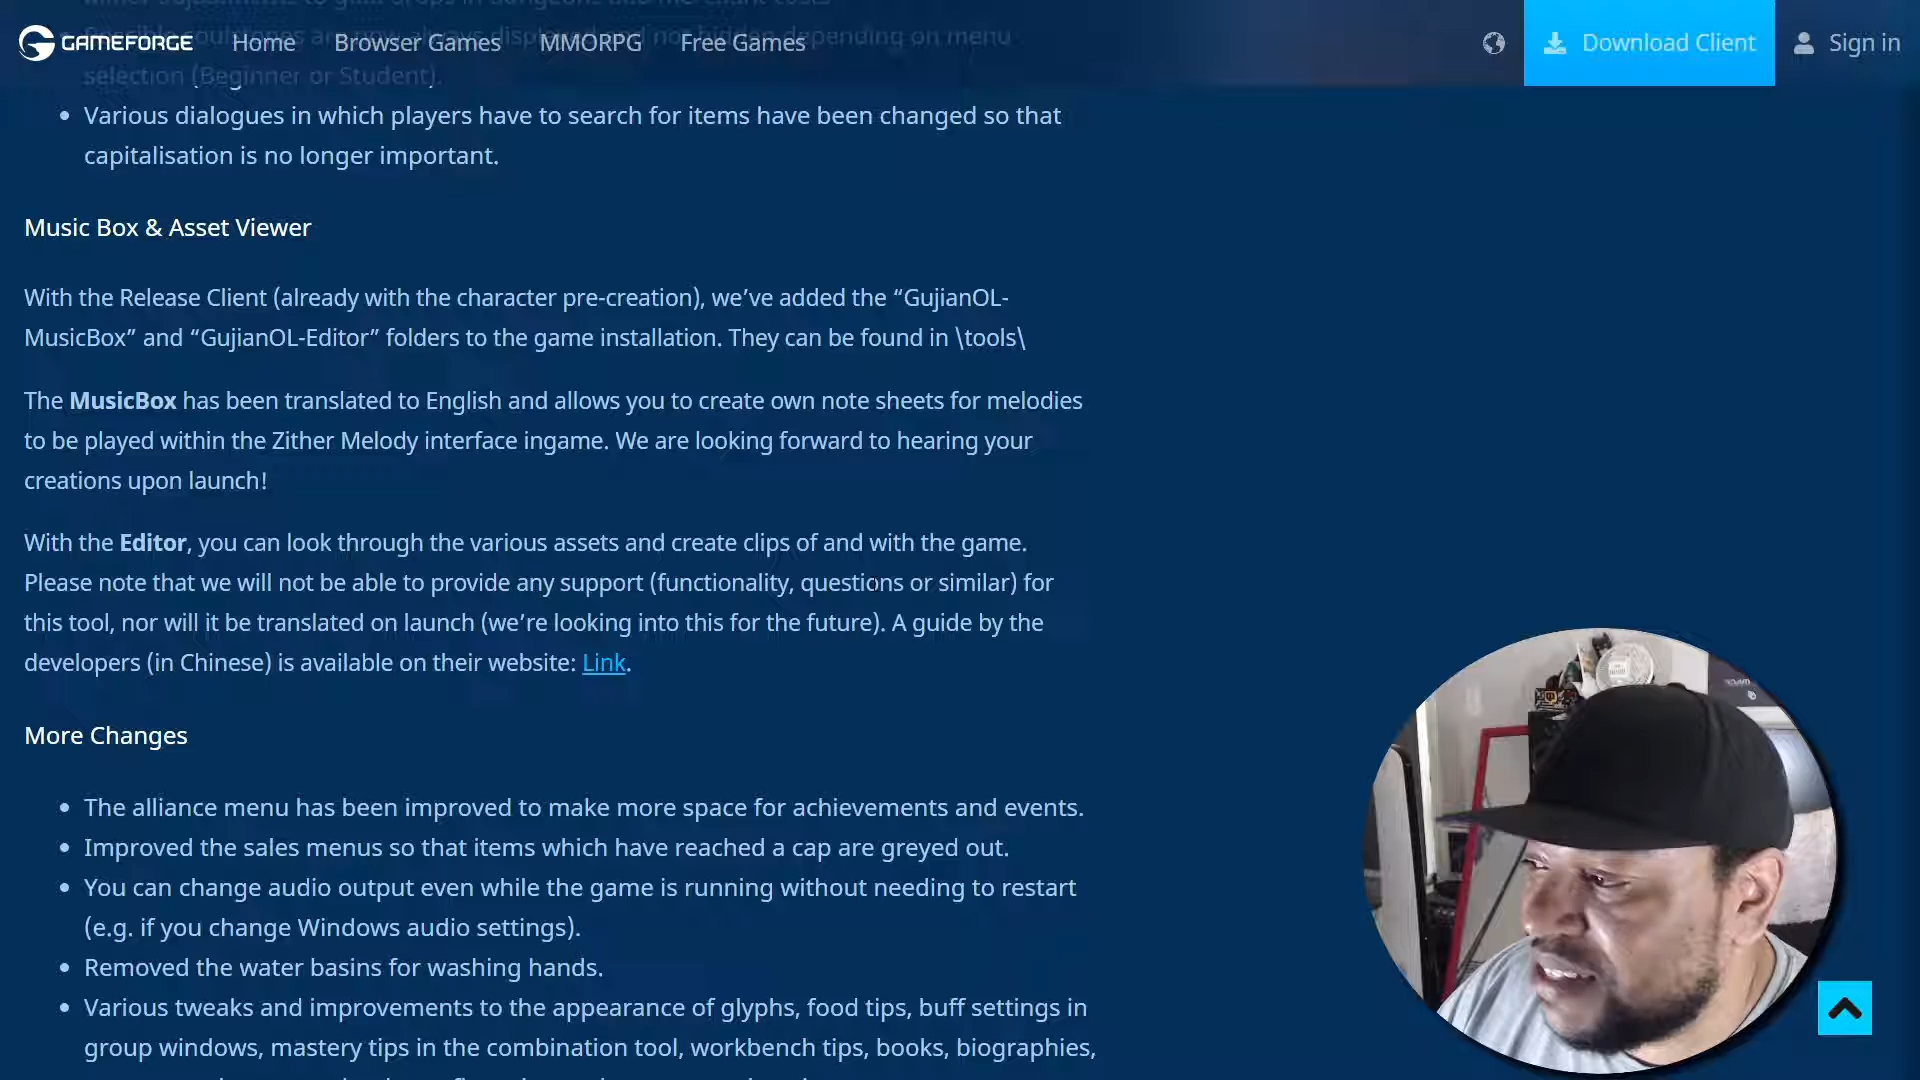 GAMEFORGE Home Browser Games MMORPG Free Games Download Client Sign in
selection (Beginner or Student).
Various dialogues in which players have to search for items have been changed so that
capitalisation is no longer important.
Music Box & Asset Viewer
With the Release Client (already with the character pre-creation), we’ve added the “GujianOL-
MusicBox” and “GujianOL-Editor” folders to the game installation. They can be found in \tools\
The MusicBox has been translated to English and allows you to create own note sheets for melodies
to be played within the Zither Melody interface ingame. We are looking forward to hearing your
creations upon launch!
With the Editor, you can look through the various assets and create clips of and with the game.
Please note that we will not be able to provide any support (functionality, questions or similar) for
this tool, nor will it be translated on launch (we’re looking into this for the future). A guide by the
developers (in Chinese) is available on their website: Link.
More Changes
The alliance menu has been improved to make more space for achievements and events.
Improved the sales menus so that items which have reached a cap are greyed out.
You can change audio output even while the game is running without needing to restart
(e.g. if you change Windows audio settings).
Removed the water basins for washing hands.
Various tweaks and improvements to the appearance of glyphs, food tips, buff settings in
group windows, mastery tips in the combination tool, workbench tips, books, biographies,